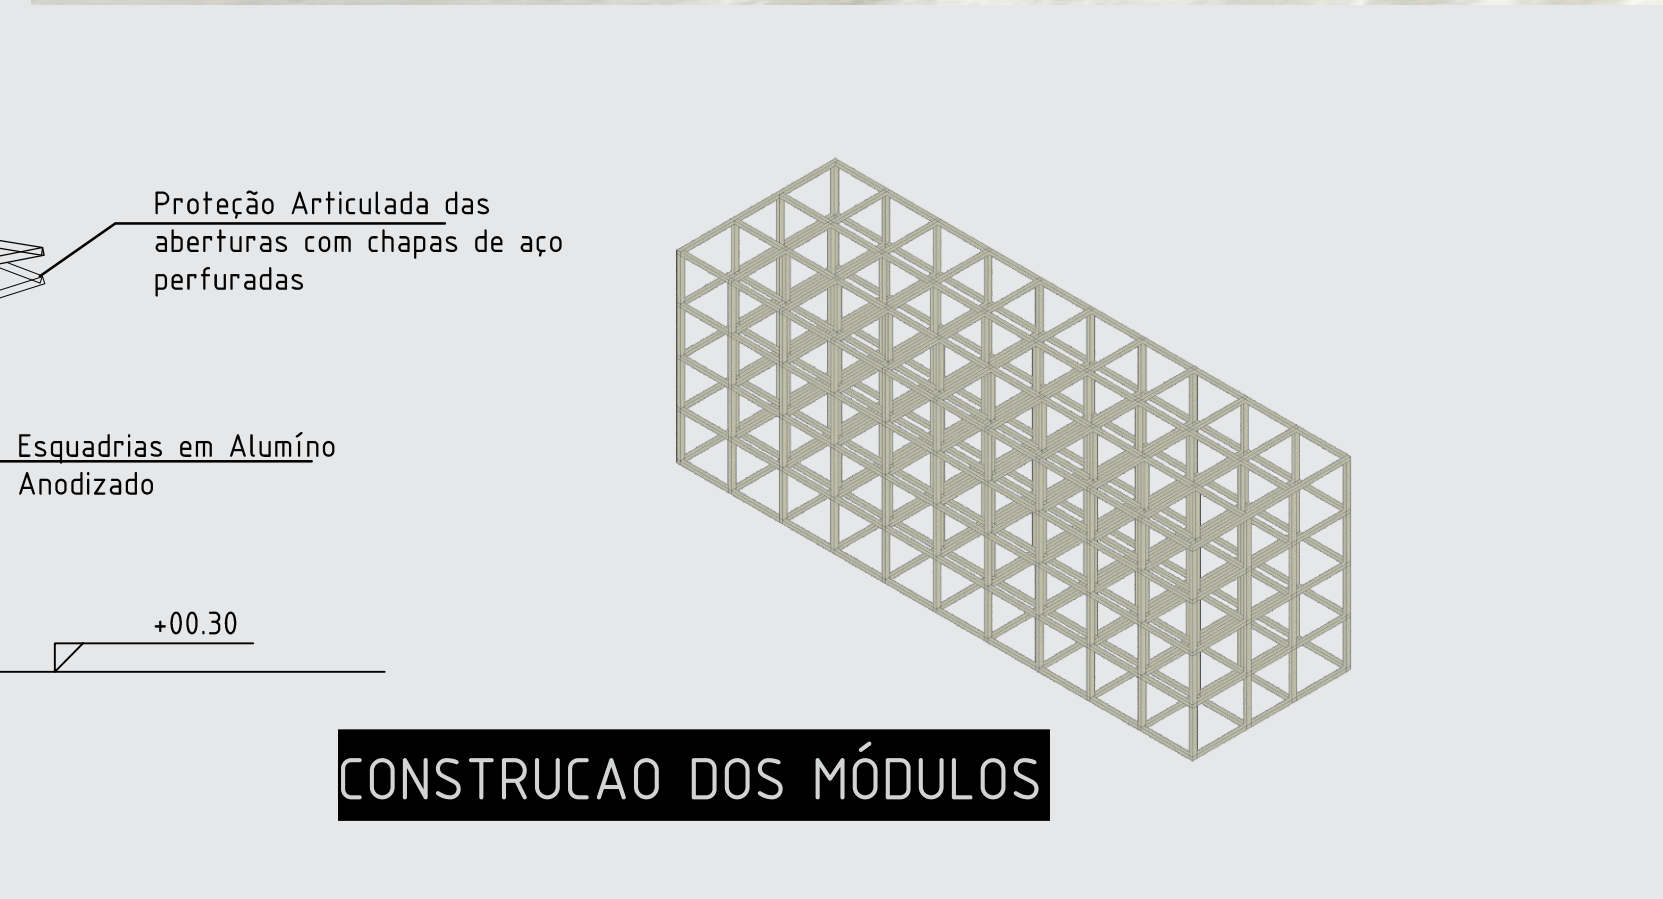 Proteção Articulada das
aberturas com chapas de aço
perfuradas
Esquadrias em Alumíno
Anodizado
+00.30
CONSTRUCAO DOS MÓDULOS